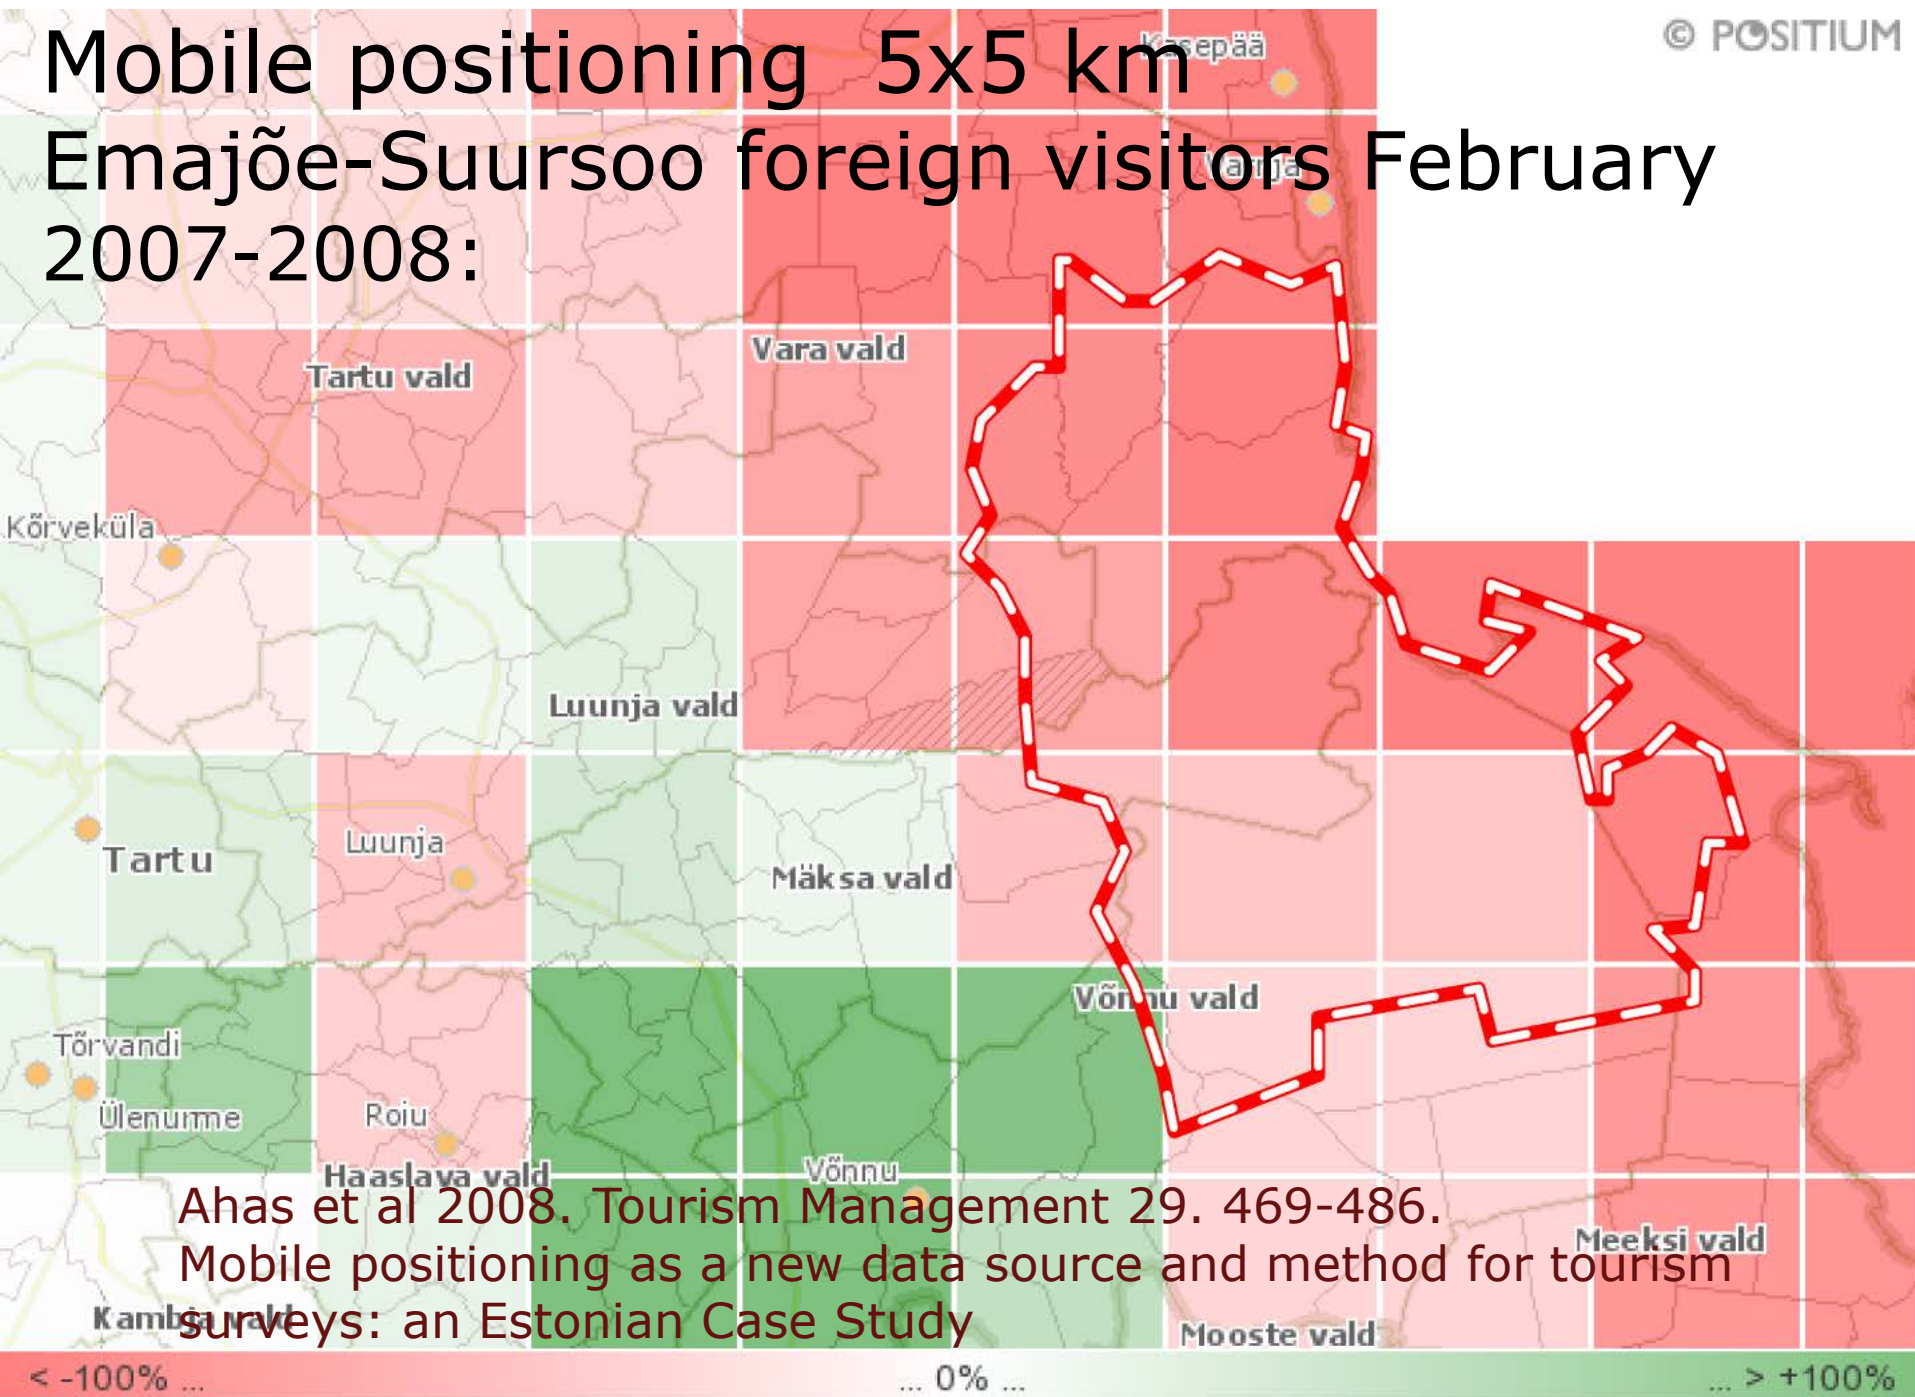 Mobile positioning 5x5 km
© POSITIUM
Kasepää
Emajõe-Suursoo foreign visitors February
Varnja
2007-2008:
Vara vald
Tartu vald
Kõrveküla
Luunja vald
Luunja
Tartu
Mäksa vald
Võnnu vald
Tõrvandi
Ülenurme
Roiu
Haaslava vald
Võnnu
Ahas et al 2008. Tourism Management 29. 469-486.
Meeksi vald
Mobile positioning as a new data source and method for tourism
Kambja vald
surveys: an Estonian Case Study
Mooste vald
< -100% ... ... 0% ... ... > +100%